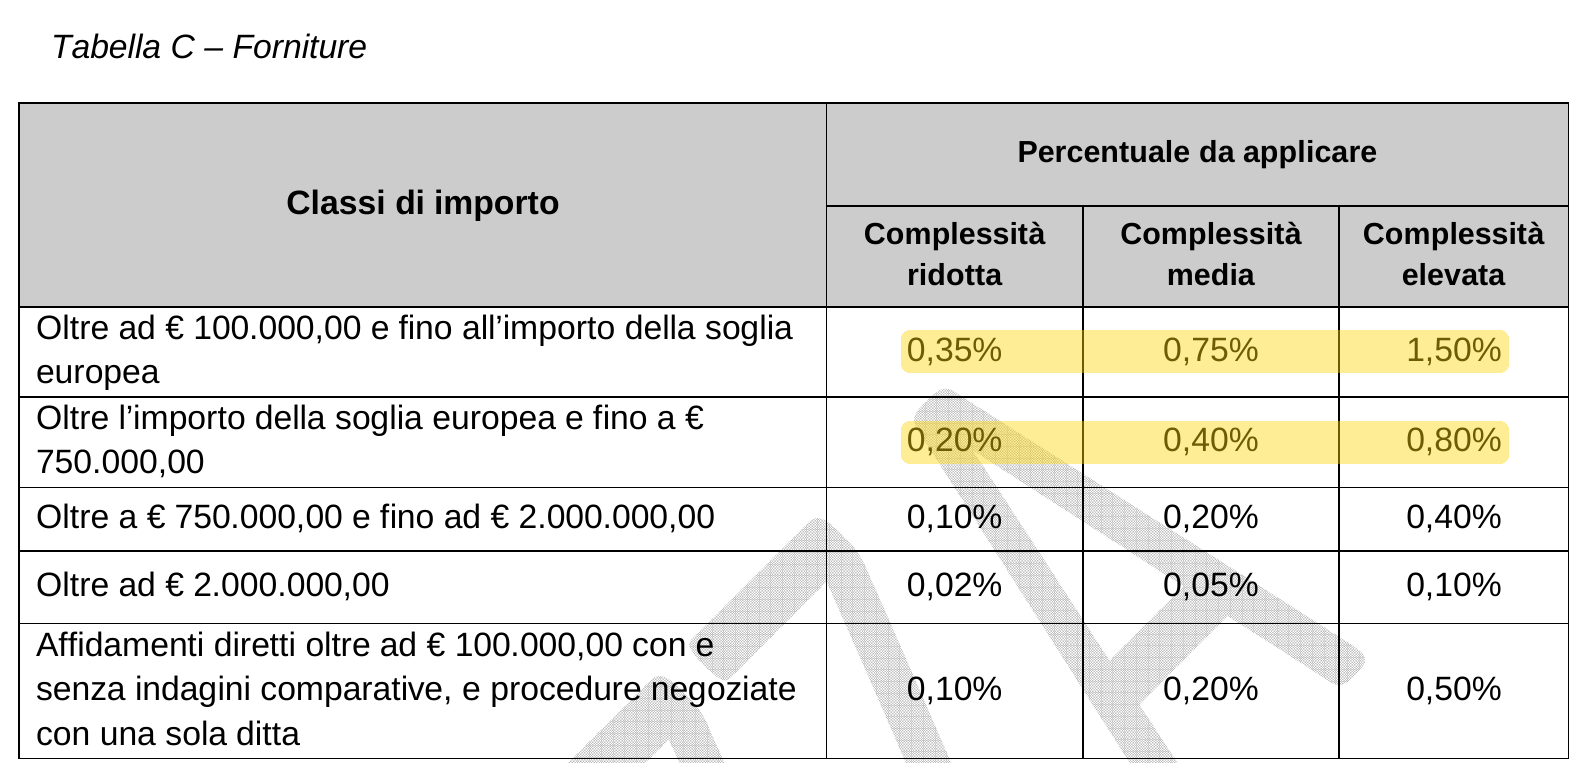 Tabella C – Forniture
Classi di importo
Percentuale da applicare
Complessità
ridotta
Complessità
media
Complessità
elevata
Oltre ad € 100.000,00 e fino all’importo della soglia
europea
0,35%
0,75%
1,50%
Oltre l’importo della soglia europea e fino a €
750.000,00
0,20%
0,40%
0,80%
Oltre a € 750.000,00 e fino ad € 2.000.000,00
0,10%
0,20%
0,40%
Oltre ad € 2.000.000,00
0,02%
0,05%
0,10%
Affidamenti diretti oltre ad € 100.000,00 con e
senza indagini comparative, e procedure negoziate
con una sola ditta
0,10%
0,20%
0,50%